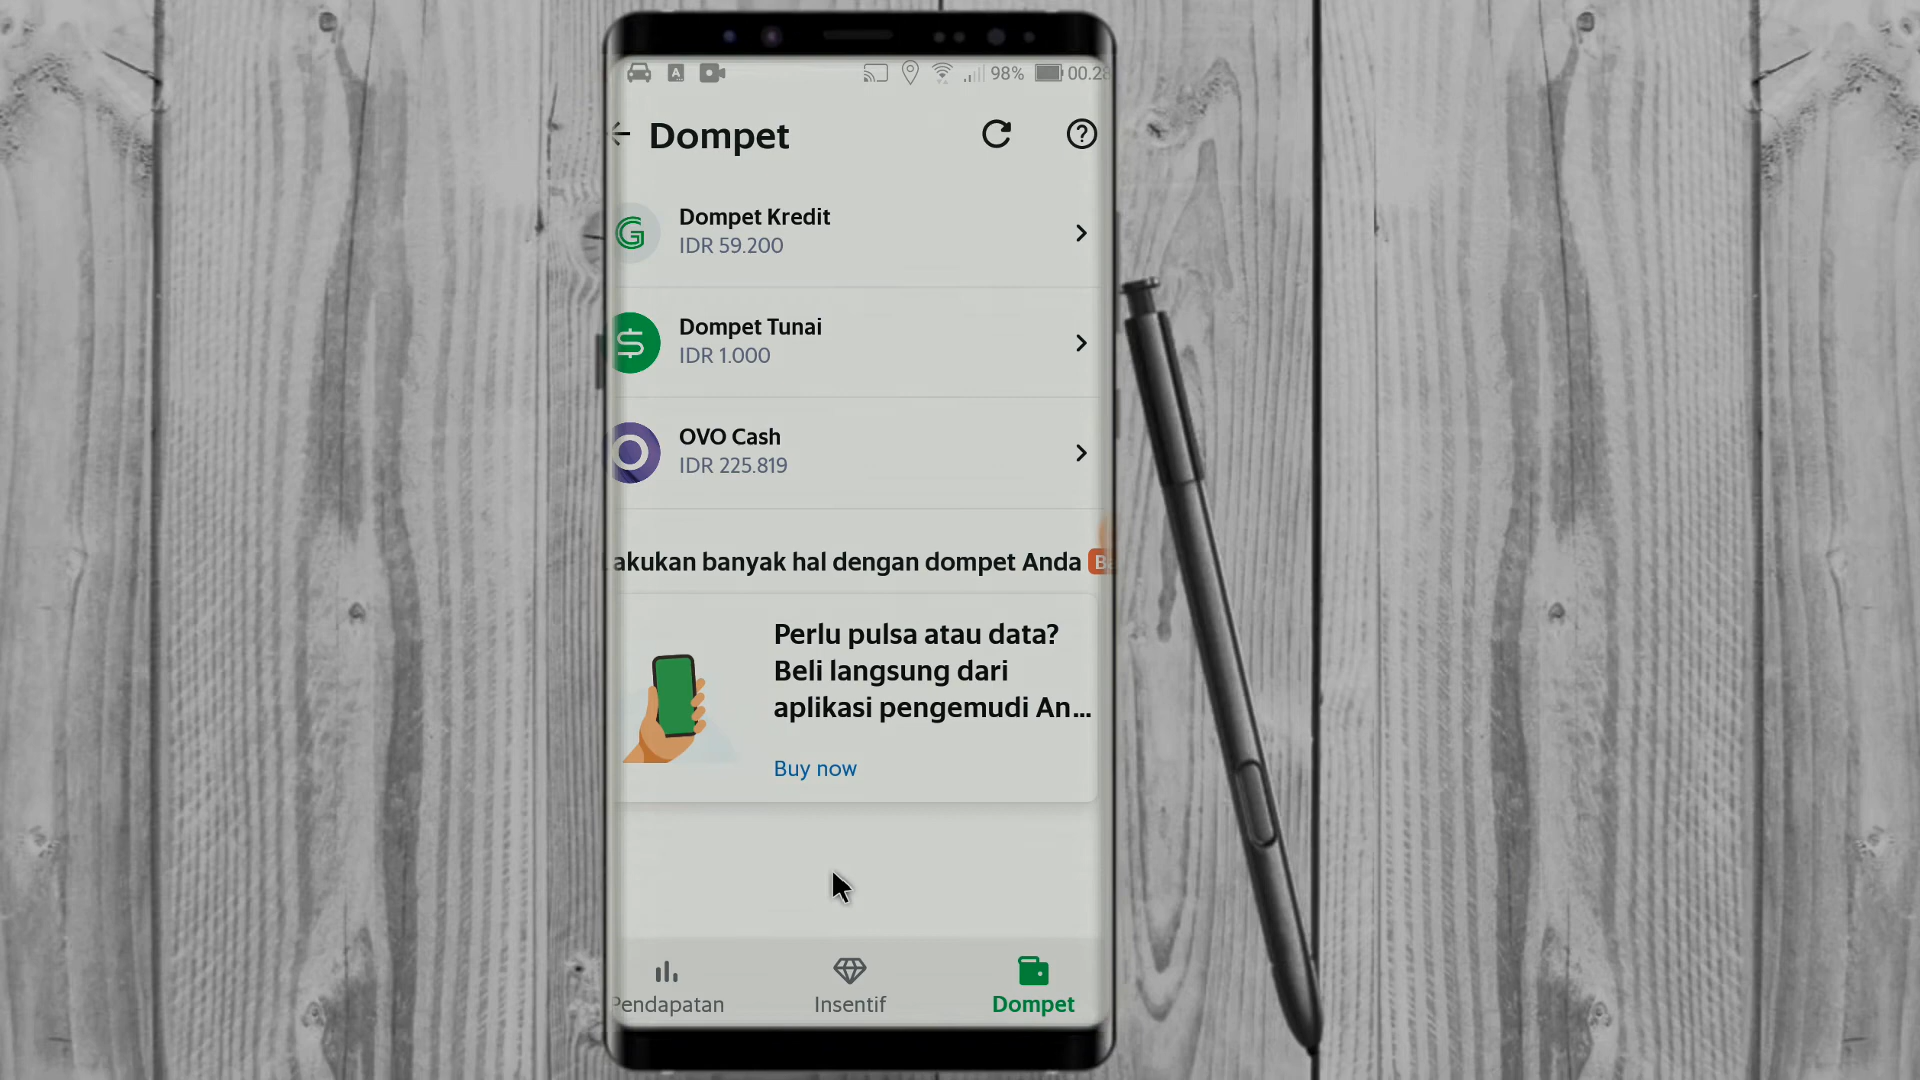 98% 00.28
Dompet
Dompet Kredit
IDR 59.200
Dompet Tunai
IDR 1.000
OVO Cash
IDR 225.819
akukan banyak hal dengan dompet Anda
Perlu pulsa atau data?
Beli langsung dari
aplikasi pengemudi An...
Buy now
Pendapatan
Insentif
Dompet